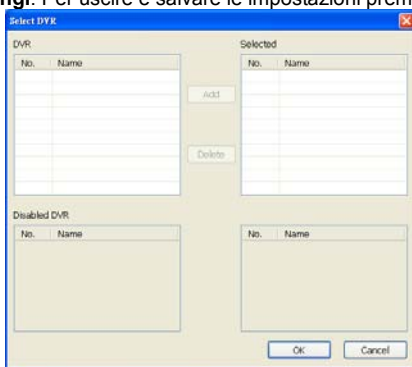 ngi. Per uscire e salvare le impostazioni prem
Select DVR
DVR
Selected
No. Name
No. Name
Add
Delete
Disabled DVR
No. Name
No. Name
OK
Cancel